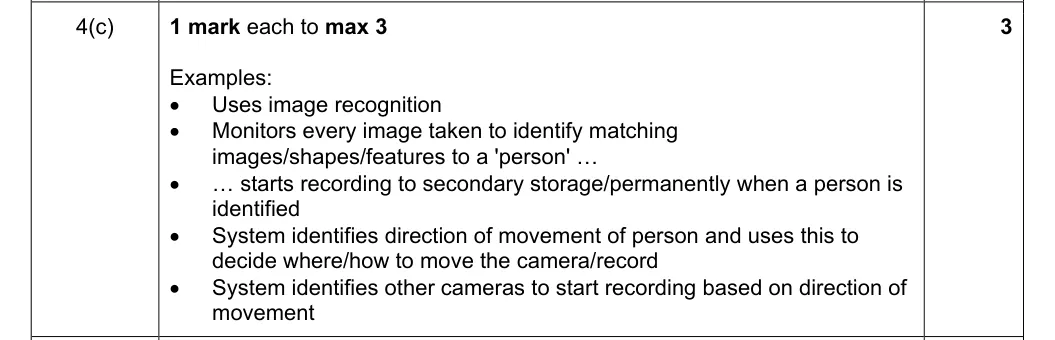 4(c)
1 mark each to max 3
3
Examples:
• Uses image recognition
• Monitors every image taken to identify matching
images/shapes/features to a 'person' …
• … starts recording to secondary storage/permanently when a person is
identified
• System identifies direction of movement of person and uses this to
decide where/how to move the camera/record
• System identifies other cameras to start recording based on direction of
movement